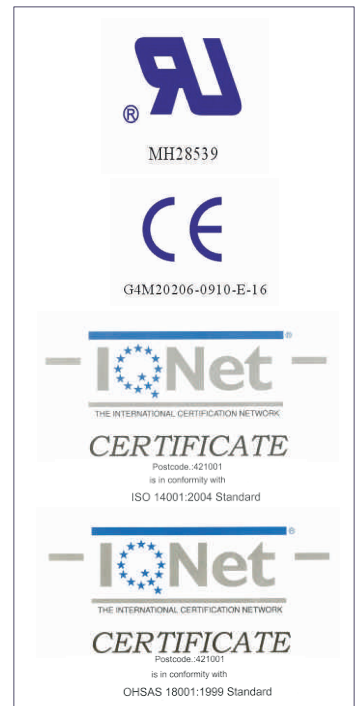 RU
®
MH28539
CE
G4M20206-0910-E-16
®
IQNet
THE INTERNATIONAL CERTIFICATION NETWORK
CERTIFICATE
Postcode.:421001
is in conformity with
ISO 14001:2004 Standard
®
IQNet
THE INTERNATIONAL CERTIFICATION NETWORK
CERTIFICATE
Postcode.:421001
is in conformity with
OHSAS 18001:1999 Standard